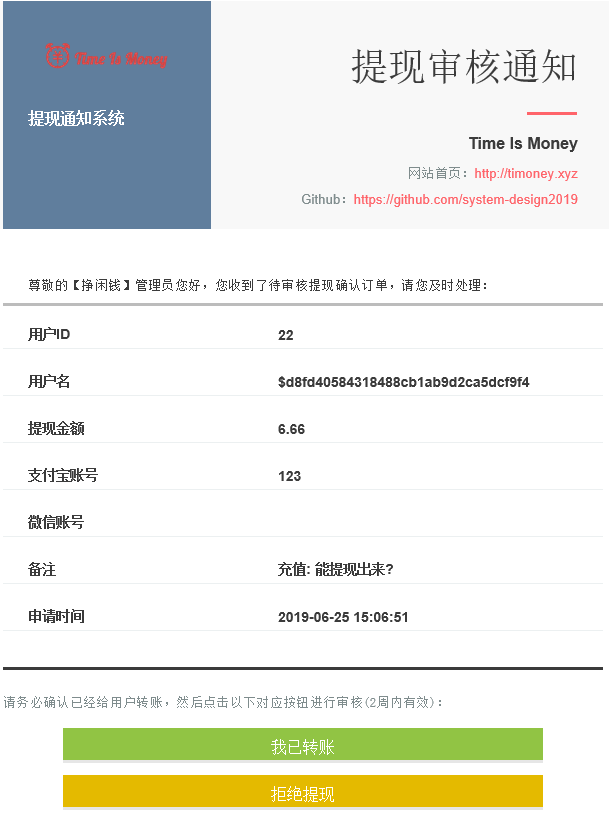 Time Is Money
提现通知系统
提现审核通知
Time Is Money
网站首页：http://timoney.xyz
Github：https://github.com/system-design2019
尊敬的【挣闲钱】管理员您好，您收到了待审核提现确认订单，请您及时处理：
用户ID 22
用户名 $d8fd40584318488cb1ab9d2ca5dcf9f4
提现金额 6.66
支付宝账号 123
微信账号
备注 充值: 能提现出来?
申请时间 2019-06-25 15:06:51
请务必确认已经给用户转账，然后点击以下对应按钮进行审核(2周内有效)：
我已转账
拒绝提现